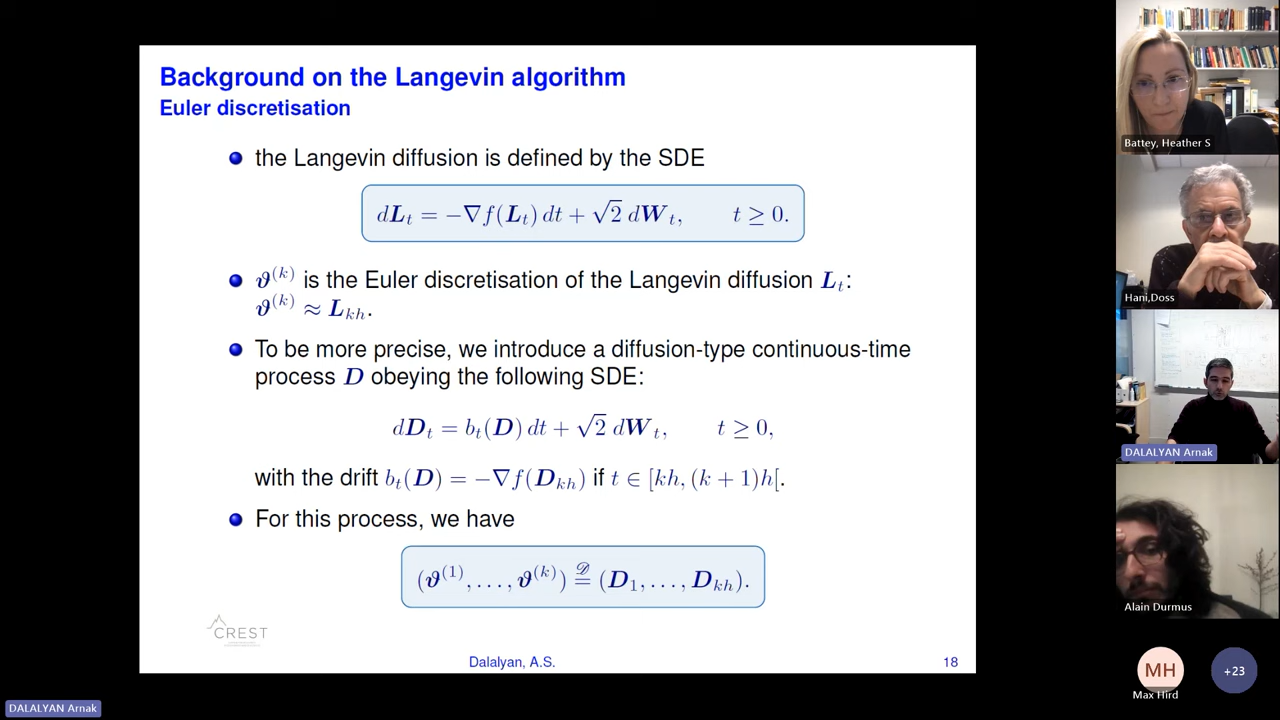 Background on the Langevin algorithm
Euler discretisation
the Langevin diffusion is defined by the SDE
dL_t = −∇f(L_t) dt + √2 dW_t, t ≥ 0.
ϑ^(k) is the Euler discretisation of the Langevin diffusion L_t:
ϑ^(k) ≈ L_kh.
To be more precise, we introduce a diffusion-type continuous-time
process D obeying the following SDE:
dD_t = b_t(D) dt + √2 dW_t, t ≥ 0,
with the drift b_t(D) = −∇f(D_kh) if t ∈ [kh, (k + 1)h[.
For this process, we have
(ϑ^(1), . . . , ϑ^(k)) =^𝒟 (D_1, . . . , D_kh).
CREST
Dalalyan, A.S.
18
DALALYAN Arnak
Battey, Heather S
Hani,Doss
DALALYAN Arnak
Alain Durmus
MH
Max Hird
+23